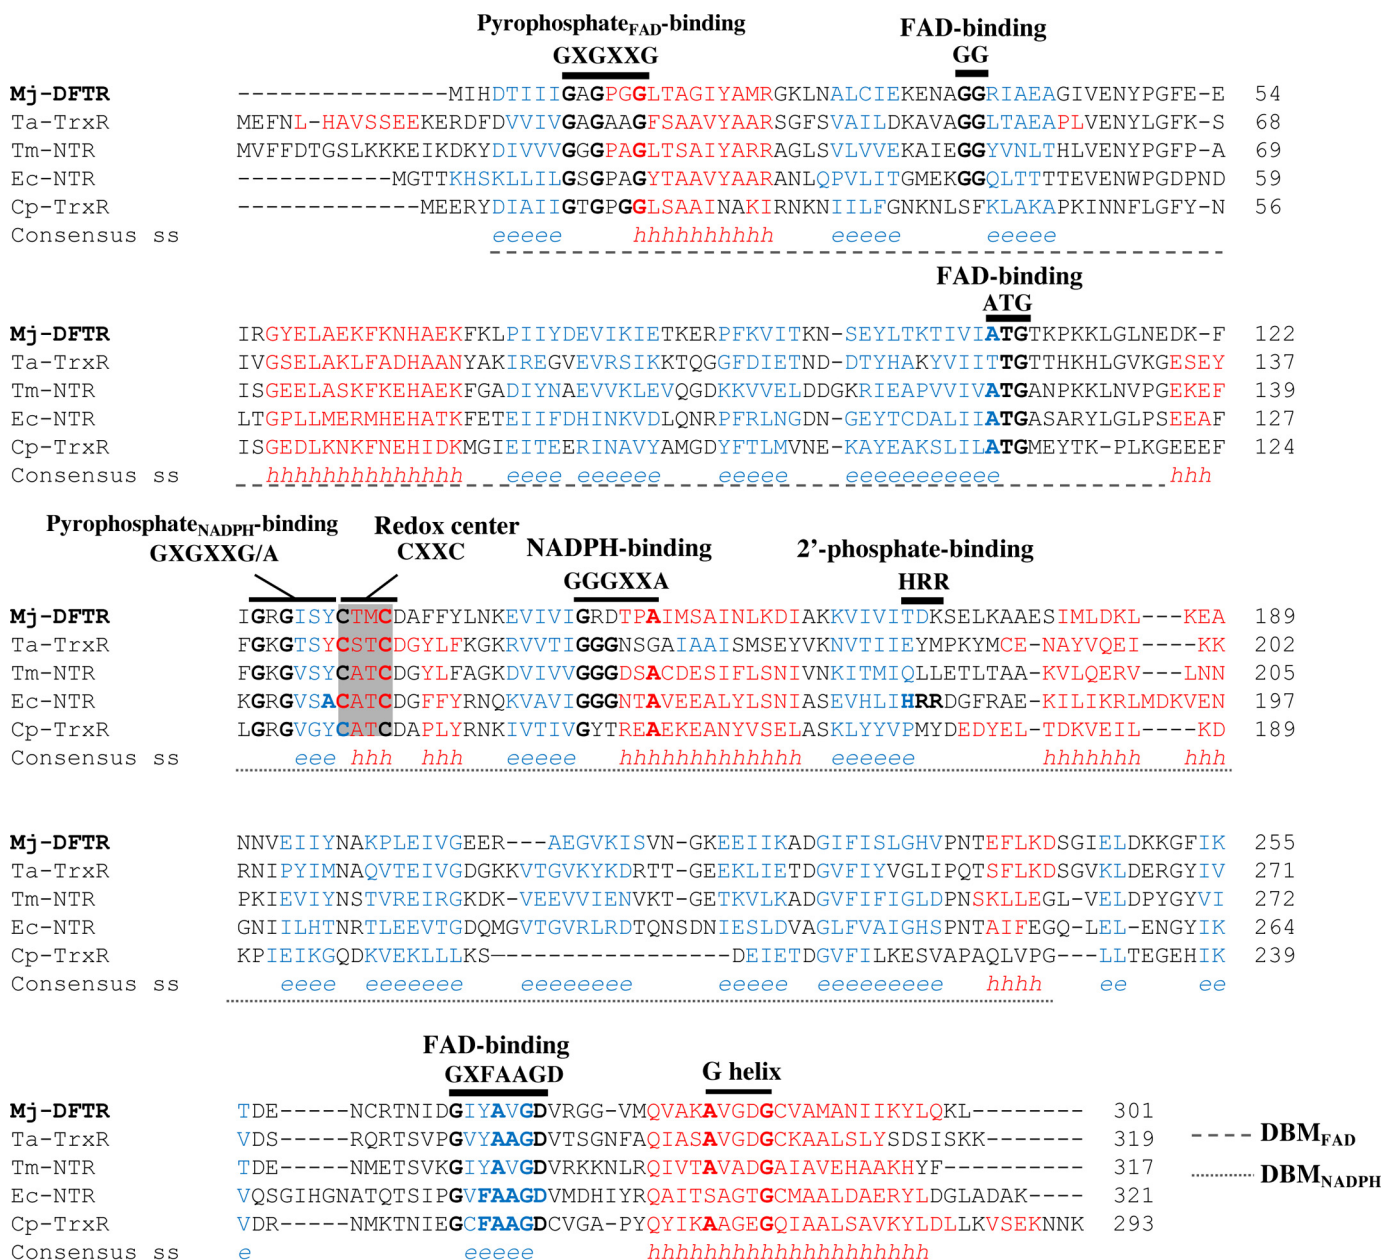 Pyrophosphate FAD-binding FAD-binding
GXGXXG GG
Mj-DFTR ---------------MIHDTIIIGAGPGGLTAGIYAMRGKLNALCIEKENAGGRIAEAGIVENYPGFE-E 54
Ta-TrxR MEFNL-HAVSSEEKERDFDVVIVGAGAAGFSAAVYAARSGFSVAILDKAVAGGLTAEAPLVENYLGFK-S 68
Tm-NTR MVFFDTGSLKKKEIKDKYDIVVVGGGPAGLTSAIYARRAGLSVLVVEKAIEGGYVNLTHLVENYPGFP-A 69
Ec-NTR -----------MGTTKHSKLLILGSGPAGYTAAVYAARANLQPVLITGMEKGGQLTTTTEVENWPGDPND 59
Cp-TrxR -------------MEERYDIAIIGTGPGGLSAAINAKIRNKNIILFGNKNLSFKLAKAPKINNFLGFY-N 56
Consensus ss eeeee hhhhhhhhhh eeeee eeeee
FAD-binding
ATG
Mj-DFTR IRGYELAEKFKNHAEKFKLPIIYDEVIKIETKERPFKVITKN-SEYLTKTIVIATGTKPKKLGLNEDK-F 122
Ta-TrxR IVGSELAKLFADHAANYAKIREGVEVRSIKKTQGGFDIETND-DTYHAKYVIITTGTTHKHLGVKGESEY 137
Tm-NTR ISGEELASKFKEHAEKFGADIYNAEVVKLEVQGDKKVVELDDGKRIEAPVVIVATGANPKKLNVPGEKEF 139
Ec-NTR LTGPLLMERMHEHATKFETEIIFDHINKVDLQNRPFRLNGDN-GEYTCDALIIATGASARYLGLPSEEAF 127
Cp-TrxR ISGEDLKNKFNEHIDKMGIEITEERINAVYAMGDYFTLMVNE-KAYEAKSLILATGMEYTK-PLKGEEEF 124
Consensus ss hhhhhhhhhhhhhh eeee eeeeee eeeee eeeeeeeeeee hhh
Pyrophosphate NADPH-binding Redox center NADPH-binding 2'-phosphate-binding
GXGXXG/A CXXC GGGXXA HRR
Mj-DFTR IGRGISYCTMCDAFFYLNKEVIVIGRDTPAIMSAINLKDIAKKVIVITDKSELKAAESIMLDKL---KEA 189
Ta-TrxR FGKGTSYCSTCDGYLFKGKRVVTIGGGNSGAIAAISMSEYVKNVTIIEYMPKYMCE-NAYVQEI----KK 202
Tm-NTR FGKGVSYCATCDGYLFAGKDVIVVGGGDSACDESIFLSNIVNKITMIQLLETLTAA-KVLQERV---LNN 205
Ec-NTR KGRGVSACATCDGFFYRNQKVAVIGGGNTAVEEALYLSNIASEVHLIHRRDGFRAE-KILIKRLMDKVEN 197
Cp-TrxR LGRGVGYCATCDAPLYRNKIVTIVGYTREAEKEANYVSELASKLYYVPMYDEDYEL-TDKVEIL----KD 189
Consensus ss eee hhh hhh eeeee hhhhhhhhhhhhh eeeeee hhhhhhh hhh
Mj-DFTR NNVEIIYNAKPLEIVGEER---AEGVKISVN-GKEEIIKADGIFISLGHVPNTEFLKDSGIELDKKGFIK 255
Ta-TrxR RNIPYIMNAQVTEIVGDGKKVTGVKYKDRTT-GEEKLIETDGVFIYVGLIPQTSFLKDSGVKLDERGYIV 271
Tm-NTR PKIEVIYNSTVREIRGKDK-VEEVVIENVKT-GETKVLKADGVFIFIGLDPNSKLLEGL-VELDPYGYVI 272
Ec-NTR GNIILHTNRTLEEVTGDQMGVTGVRLRDTQNSDNIESLDVAGLFVAIGHSPNTAIFEGQ-LEL-ENGYIK 264
Cp-TrxR KPIEIKGQDKVEKLLLKS-----------------DEIETDGVFILKESVAPAQLVPG---LLTEGEHIK 239
Consensus ss eeee eeeeeee eeeeeeee eeeee eeeeeeeee hhhh ee ee
FAD-binding
GXFAAGD G helix
Mj-DFTR TDE-----NCRTNIDGIYAVGDVRGG-VMQVAKAVGDGCVAMANIIKYLQKL-------- 301
Ta-TrxR VDS-----RQRTSVPGVYAAGDVTSGNFAQIASAVGDGCKAALSLYSDSISKK------- 319
Tm-NTR TDE-----NMETSVKGIYAVGDVRKKNLRQIVTAVADGAIAVEHAAKHYF---------- 317
Ec-NTR VQSGIHGNATQTSIPGVFAAGDVMDHIYRQAITSAGTGCMAALDAERYLDGLADAK---- 321
Cp-TrxR VDR-----NMKTNIEGCFAAGDCVGA-PYQYIKAAGEGQIAALSAVKYLDLLKVSEKNNK 293
Consensus ss e eeeee hhhhhhhhhhhhhhhhhhhh
DBM FAD
DBM NADPH